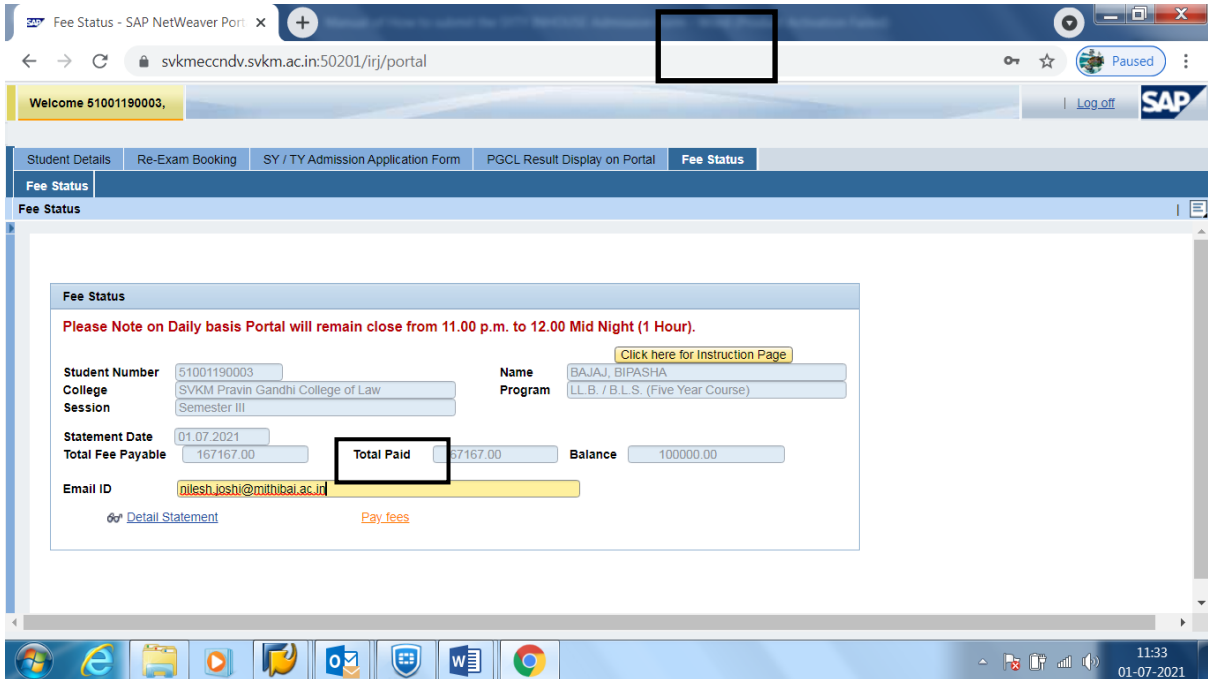 Fee Status - SAP NetWeaver Port
svkmeccndv.svkm.ac.in:50201/irj/portal
Paused
Welcome 51001190003,
Log off
SAP
Student Details Re-Exam Booking SY / TY Admission Application Form PGCL Result Display on Portal Fee Status
Fee Status
Fee Status
Fee Status
Please Note on Daily basis Portal will remain close from 11.00 p.m. to 12.00 Mid Night (1 Hour).
Click here for Instruction Page
Student Number 51001190003 Name BAJAJ, BIPASHA
College SVKM Pravin Gandhi College of Law Program LL.B. / B.L.S. (Five Year Course)
Session Semester III
Statement Date 01.07.2021
Total Fee Payable 167167.00 Total Paid 67167.00 Balance 100000.00
Email ID nilesh.joshi@mithibai.ac.in
Detail Statement Pay fees
11:33
01-07-2021